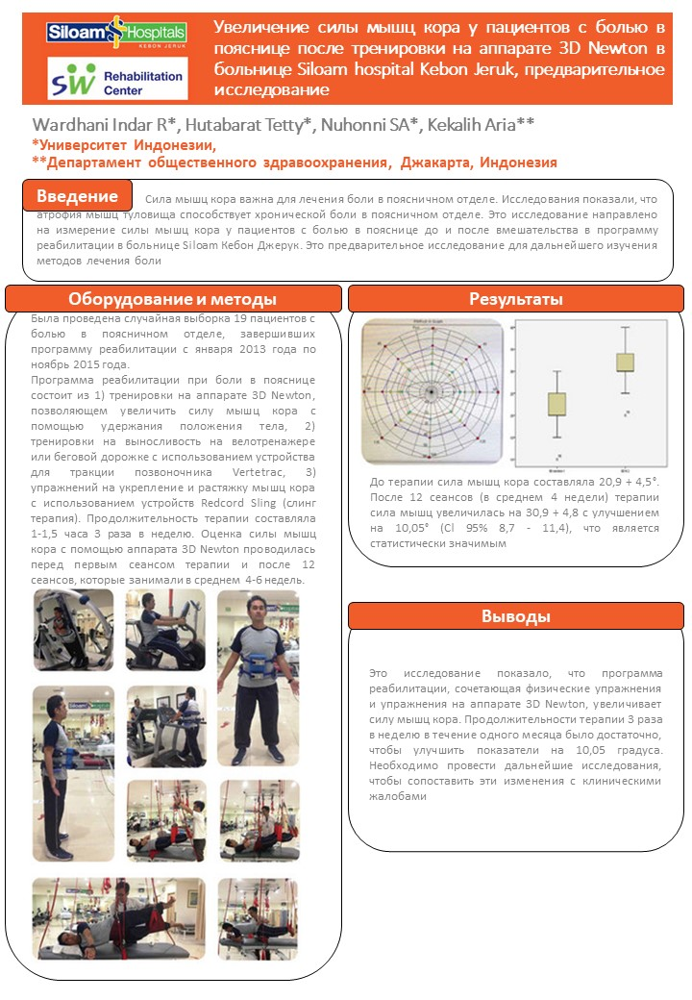 Siloam Hospitals
KEBON JERUK
Rehabilitation
Center
Увеличение силы мышц кора у пациентов с болью в
пояснице после тренировки на аппарате 3D Newton в
больнице Siloam hospital Kebon Jeruk, предварительное
исследование
Wardhani Indar R*, Hutabarat Tetty*, Nuhonni SA*, Kekalih Aria**
*Университет Индонезии,
**Департамент общественного здравоохранения, Джакарта, Индонезия
Введение
Сила мышц кора важна для лечения боли в поясничном отделе. Исследования показали, что
атрофия мышц туловища способствует хронической боли в поясничном отделе. Это исследование направлено
на измерение силы мышц кора у пациентов с болью в пояснице до и после вмешательства в программу
реабилитации в больнице Siloam Кебон Джерук. Это предварительное исследование для дальнейшего изучения
методов лечения боли
Оборудование и методы
Была проведена случайная выборка 19 пациентов с
болью в поясничном отделе, завершивших
программу реабилитации с января 2013 года по
ноябрь 2015 года.
Программа реабилитации при боли в пояснице
состоит из 1) тренировки на аппарате 3D Newton,
позволяющем увеличить силу мышц кора с
помощью удержания положения тела, 2)
тренировки на выносливость на велотренажере
или беговой дорожке с использованием устройства
для тракции позвоночника Vertetrac, 3)
упражнений на укрепление и растяжку мышц кора
с использованием устройств Redcord Sling (слинг
терапия). Продолжительность терапии составляла
1-1,5 часа 3 раза в неделю. Оценка силы мышц
кора с помощью аппарата 3D Newton проводилась
перед первым сеансом терапии и после 12
сеансов, которые занимали в среднем 4-6 недель.
Результаты
До терапии сила мышц кора составляла 20,9 + 4,5°.
После 12 сеансов (в среднем 4 недели) терапии
сила мышц увеличилась на 30,9 + 4,8 с улучшением
на 10,05° (Cl 95% 8,7 - 11,4), что является
статистически значимым
Выводы
Это исследование показало, что программа
реабилитации, сочетающая физические упражнения
и упражнения на аппарате 3D Newton, увеличивает
силу мышц кора. Продолжительности терапии 3 раза
в неделю в течение одного месяца было достаточно,
чтобы улучшить показатели на 10,05 градуса.
Необходимо провести дальнейшие исследования,
чтобы сопоставить эти изменения с клиническими
жалобами